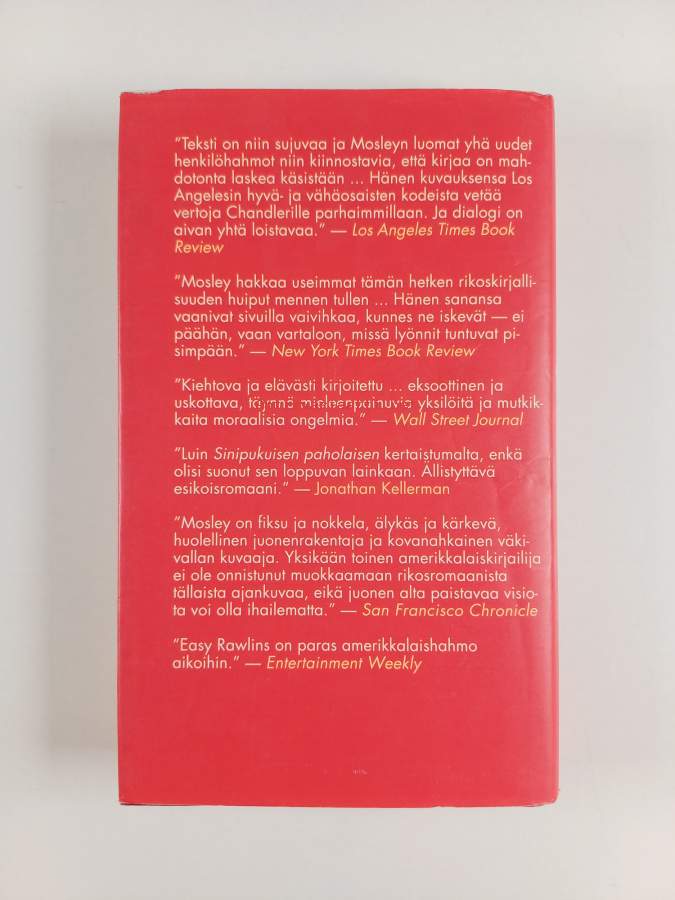 "Teksti on niin sujuvaa ja Mosleyn luomat yhä uudet
henkilöhahmot niin kiinnostavia, että kirjaa on mah-
dotonta laskea käsistään ... Hänen kuvauksensa Los
Angelesin hyvä- ja vähäosaisten kodeista vetää
vertoja Chandlerille parhaimmillaan. Ja dialogi on
aivan yhtä loistavaa." — Los Angeles Times Book
Review
"Mosley hakkaa useimmat tämän hetken rikoskirjalli-
suuden huiput mennen tullen ... Hänen sanansa
vaanivat sivuilla vaivihkaa, kunnes ne iskevät — ei
päähän, vaan vartaloon, missä lyönnit tuntuvat pi-
simpään." — New York Times Book Review
"Kiehtova ja elävästi kirjoitettu ... eksoottinen ja
uskottava, täynnä mieleenpainuvia yksilöitä ja mutkik-
kaita moraalisia ongelmia." — Wall Street Journal
"Luin Sinipukuisen paholaisen kertaistumalta, enkä
olisi suonut sen loppuvan lainkaan. Ällistyttävä
esikoisromaani." — Jonathan Kellerman
"Mosley on fiksu ja nokkela, älykäs ja kärkevä,
huolellinen juonenrakentaja ja kovanahkainen väki-
vallan kuvaaja. Yksikään toinen amerikkalaiskirjailija
ei ole onnistunut muokkaamaan rikosromaanista
tällaista ajankuvaa, eikä juonen alta paistavaa visio-
ta voi olla ihailematta." — San Francisco Chronicle
"Easy Rawlins on paras amerikkalaishahmo
aikoihin." — Entertainment Weekly